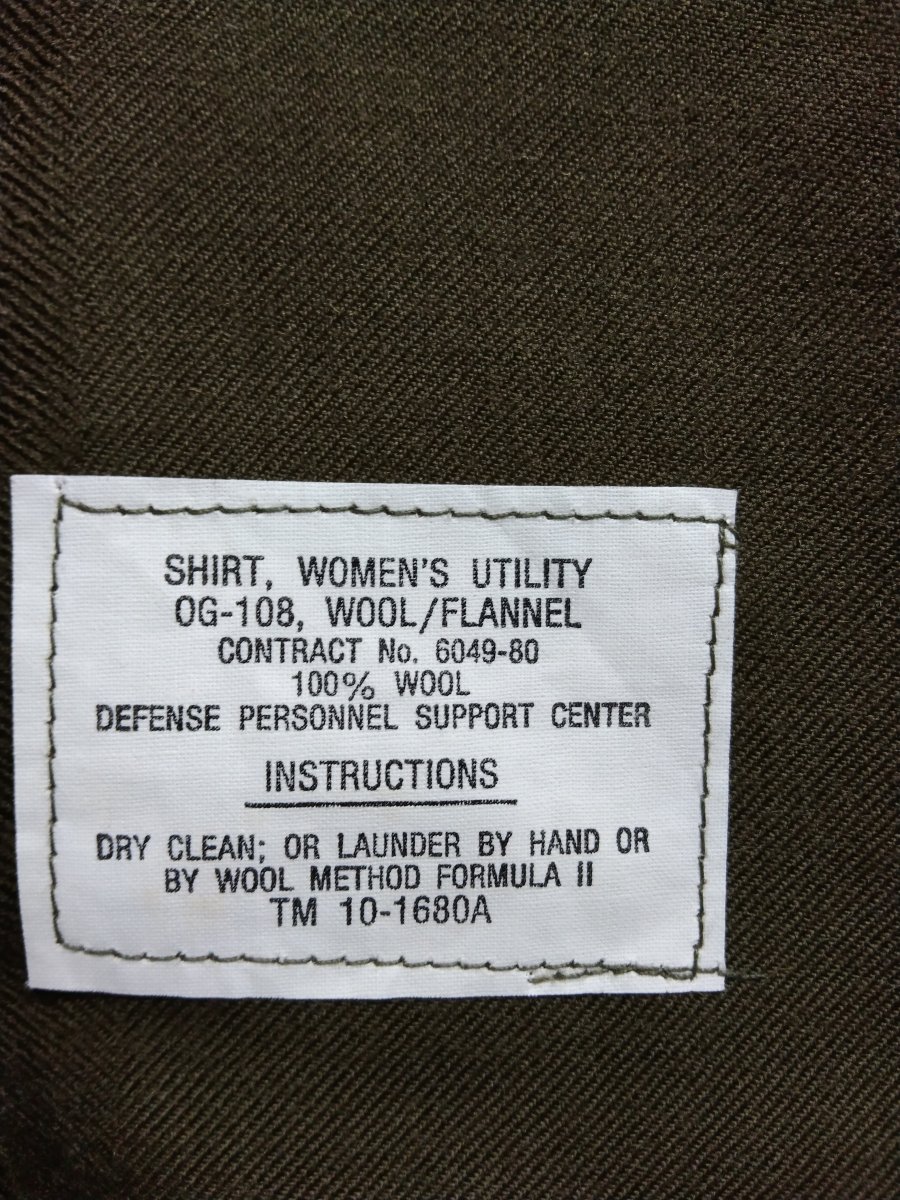 SHIRT, WOMEN'S UTILITY
OG-108, WOOL/FLANNEL
CONTRACT No. 6049-80
100% WOOL
DEFENSE PERSONNEL SUPPORT CENTER
INSTRUCTIONS
DRY CLEAN; OR LAUNDER BY HAND OR
BY WOOL METHOD FORMULA II
TM 10-1680A